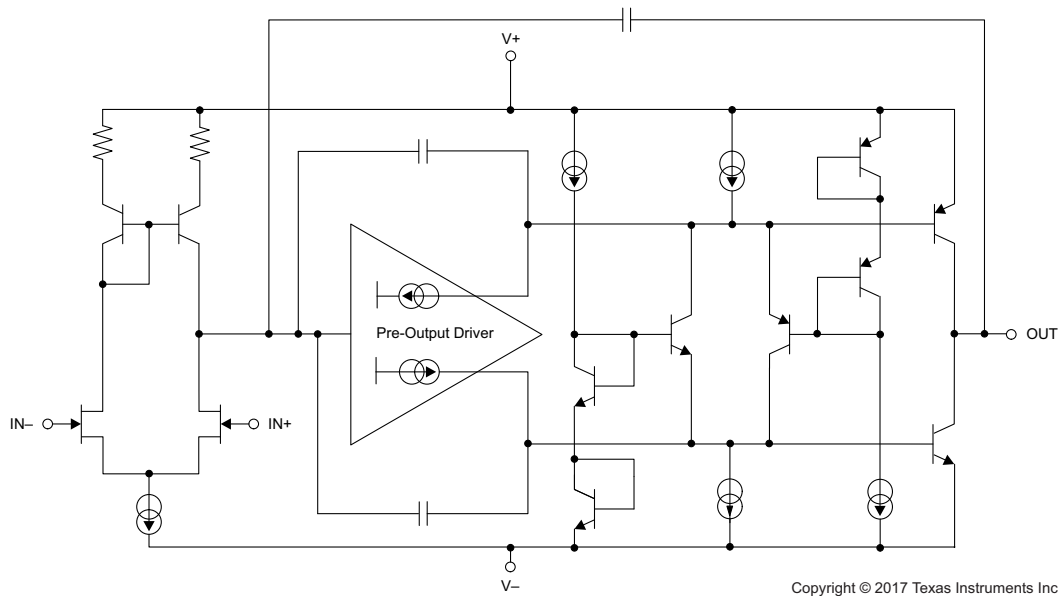 V+
Pre-Output Driver
OUT
IN–
IN+
V–
Copyright © 2017 Texas Instruments Inc